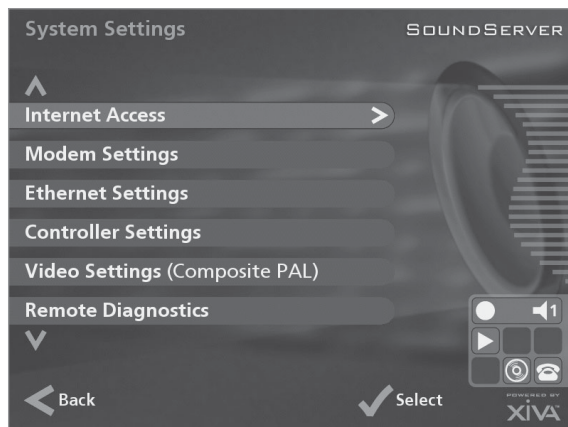 System Settings
SOUNDSERVER
Internet Access
Modem Settings
Ethernet Settings
Controller Settings
Video Settings (Composite PAL)
Remote Diagnostics
1
Back
Select
POWERED BY
XiVA™